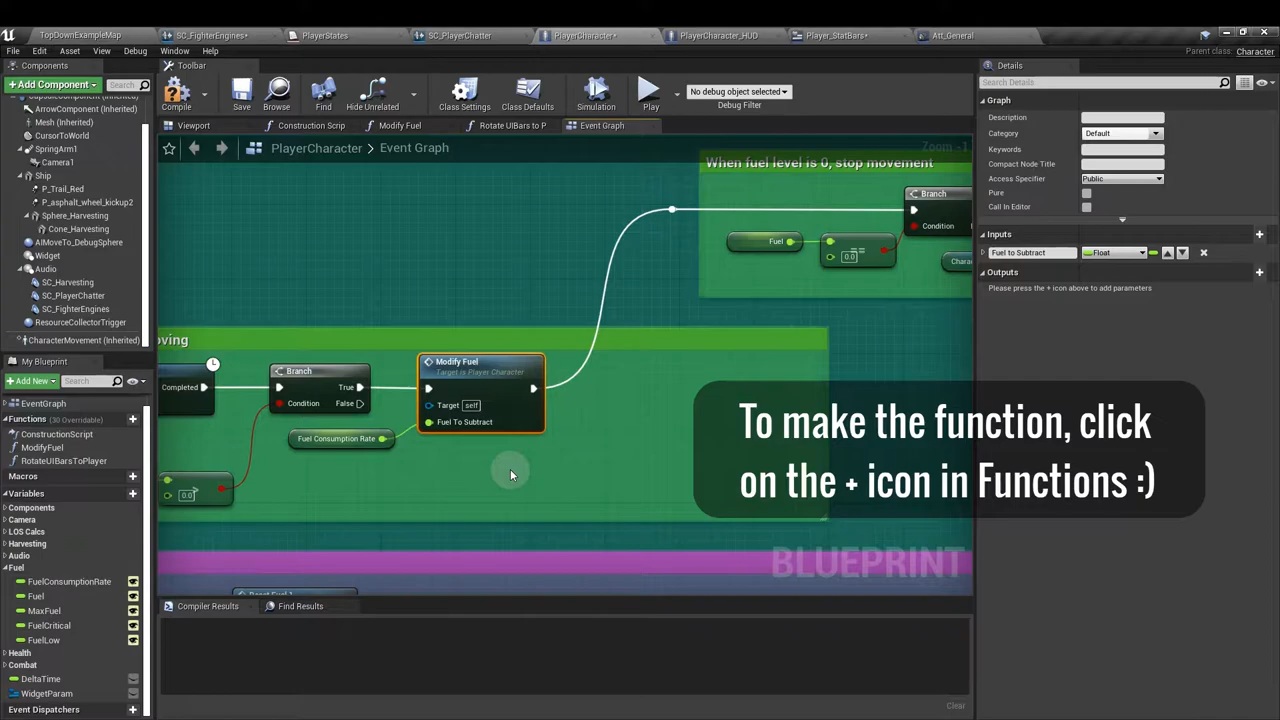 TopDownExampleMap
SC_FighterEngines*
PlayerStates
SC_PlayerChatter
PlayerCharacter*
PlayerCharacter_HUD
Player_StatBars*
Att_General
File Edit Asset View Debug Window Help
Parent class: Character
Components
+Add Component
Search
ArrowComponent (Inherited)
Mesh (Inherited)
CursorToWorld
SpringArm1
Camera1
Ship
P_Trail_Red
P_asphalt_wheel_kickup2
Sphere_Harvesting
Cone_Harvesting
AIMoveTo_DebugSphere
Widget
Audio
SC_Harvesting
SC_PlayerChatter
SC_FighterEngines
ResourceCollectorTrigger
CharacterMovement (Inherited)
My Blueprint
+Add New
Search
EventGraph
Functions (30 Overridable)
ConstructionScript
ModifyFuel
RotateUIBarsToPlayer
Macros
Variables
Components
Camera
LOS Calcs
Harvesting
Audio
Fuel
FuelConsumptionRate
Fuel
MaxFuel
FuelCritical
FuelLow
Health
Combat
DeltaTime
WidgetParam
Event Dispatchers
Toolbar
Compile
Save
Browse
Find
Hide Unrelated
Class Settings
Class Defaults
Simulation
Play
No debug object selected
Debug Filter
Viewport
Construction Scrip
Modify Fuel
Rotate UIBars to P
Event Graph
PlayerCharacter > Event Graph
Zoom -1
When fuel level is 0, stop movement
Branch
Condition
Fuel
==
0.0
Charac
oving
Completed
Branch
True
Condition
False
Fuel Consumption Rate
>
0.0
Modify Fuel
Target is Player Character
Target self
Fuel To Subtract
To make the function, click
on the + icon in Functions :)
BLUEPRINT
Compiler Results
Find Results
Clear
Details
Search Details
Graph
Description
Category Default
Keywords
Compact Node Title
Access Specifier Public
Pure
Call In Editor
Inputs
Fuel to Subtract Float
Outputs
Please press the + icon above to add parameters